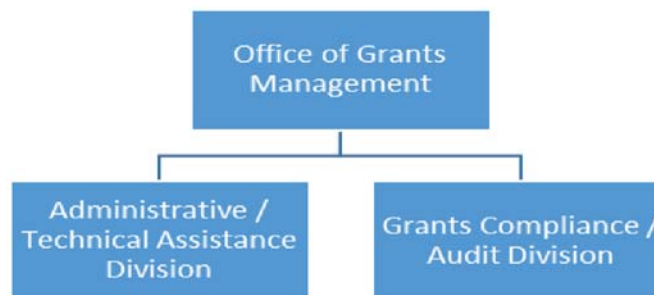 Office of Grants
Management
Administrative /
Technical Assistance
Division
Grants Compliance /
Audit Division